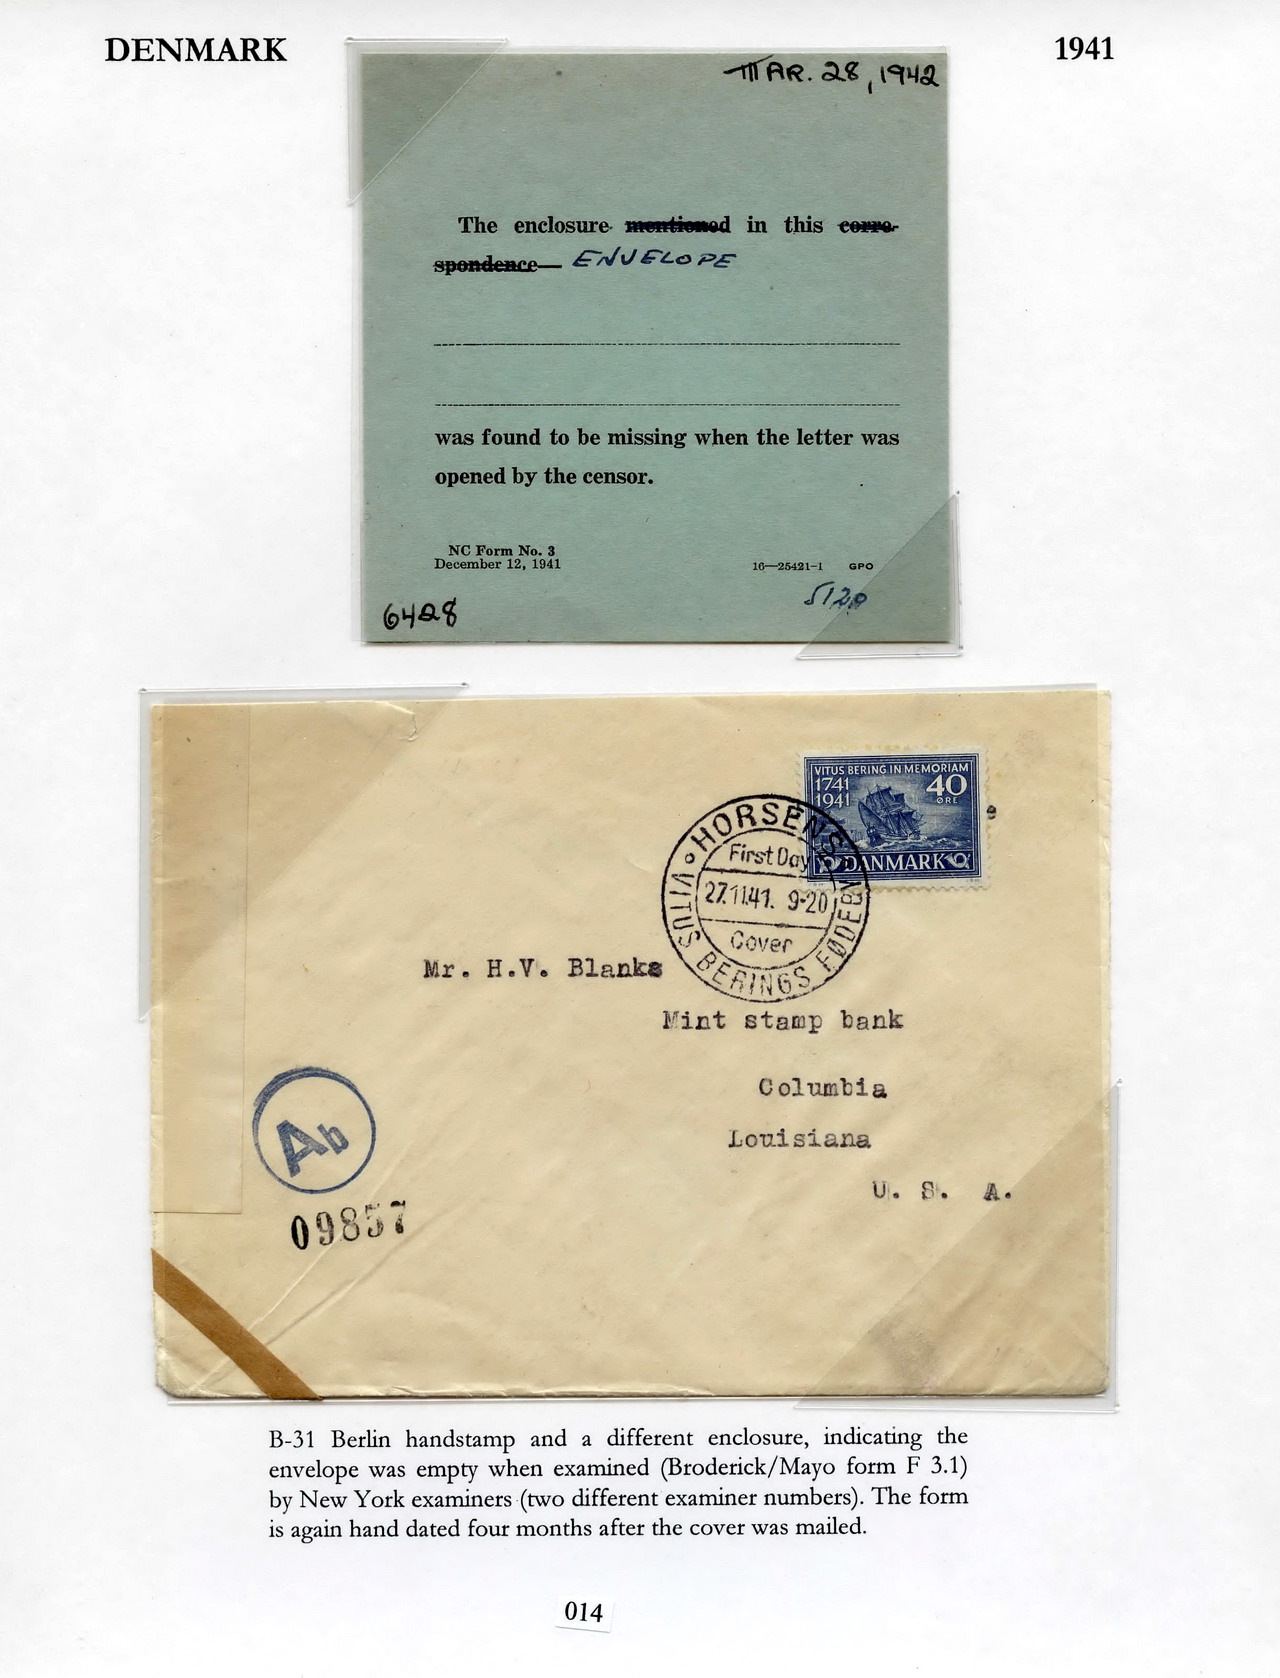 DENMARK 1941
MAR. 28, 1942
The enclosure mentioned in this corre-
spondence— ENVELOPE
was found to be missing when the letter was
opened by the censor.
NC Form No. 3
December 12, 1941
16—25421-1 GPO
6428
VITUS BERING IN MEMORIAM
1741 40
1941 ØRE
DANMARK
HORSENS
First Day
27.11.41. 9-20
Cover
VITUS BERINGS FØDEBY
Mr. H.V. Blanks
Mint stamp bank
Columbia
Louisiana
U. S. A.
Ab
09857
B-31 Berlin handstamp and a different enclosure, indicating the
envelope was empty when examined (Broderick/Mayo form F 3.1)
by New York examiners (two different examiner numbers). The form
is again hand dated four months after the cover was mailed.
014